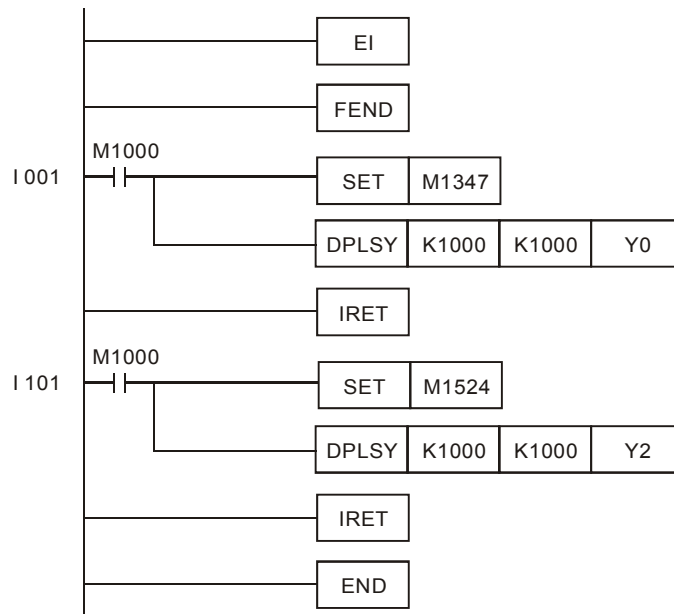 EI
FEND
M1000
I 001
SET M1347
DPLSY K1000 K1000 Y0
IRET
M1000
I 101
SET M1524
DPLSY K1000 K1000 Y2
IRET
END